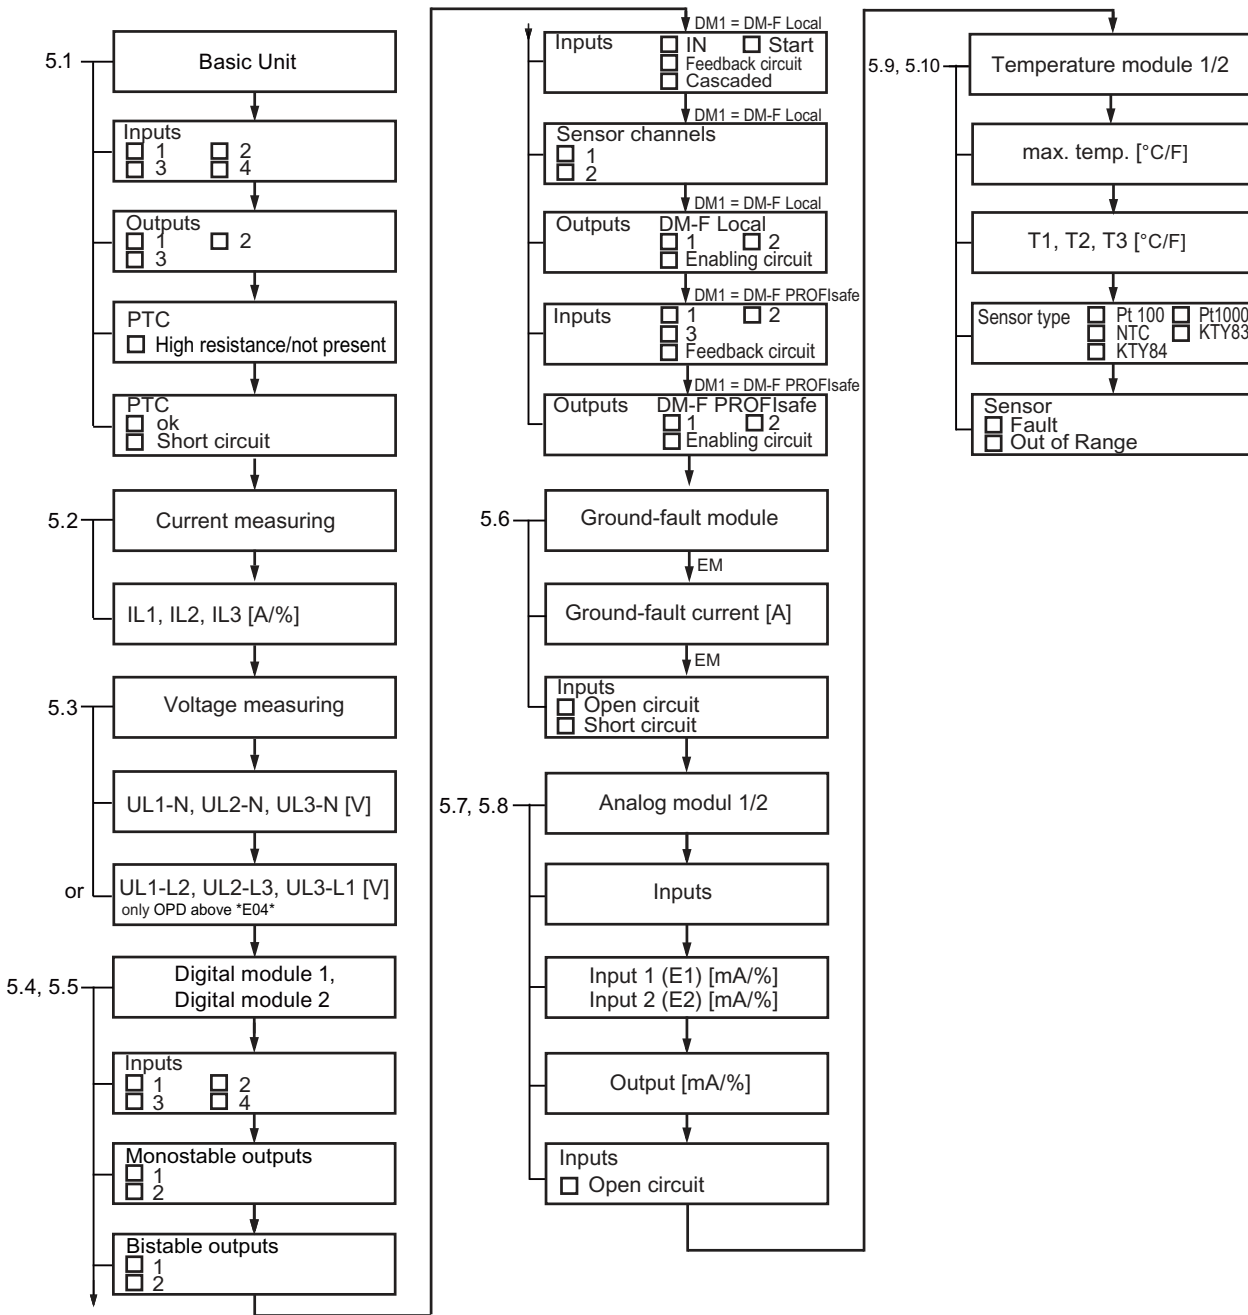 5.1
Basic Unit
Inputs
1 2
3 4
Outputs
1 2
3
PTC
High resistance/not present
PTC
ok
Short circuit
5.2
Current measuring
IL1, IL2, IL3 [A/%]
5.3
Voltage measuring
UL1-N, UL2-N, UL3-N [V]
or
UL1-L2, UL2-L3, UL3-L1 [V]
only OPD above *E04*
5.4, 5.5
Digital module 1,
Digital module 2
Inputs
1 2
3 4
Monostable outputs
1
2
Bistable outputs
1
2
DM1 = DM-F Local
Inputs IN Start
Feedback circuit
Cascaded
DM1 = DM-F Local
Sensor channels
1
2
DM1 = DM-F Local
Outputs DM-F Local
1 2
Enabling circuit
DM1 = DM-F PROFIsafe
Inputs 1 2
3
Feedback circuit
DM1 = DM-F PROFIsafe
Outputs DM-F PROFIsafe
1 2
Enabling circuit
5.6
Ground-fault module
EM
Ground-fault current [A]
EM
Inputs
Open circuit
Short circuit
5.7, 5.8
Analog modul 1/2
Inputs
Input 1 (E1) [mA/%]
Input 2 (E2) [mA/%]
Output [mA/%]
Inputs
Open circuit
5.9, 5.10
Temperature module 1/2
max. temp. [°C/F]
T1, T2, T3 [°C/F]
Sensor type Pt 100 Pt1000
NTC KTY83
KTY84
Sensor
Fault
Out of Range